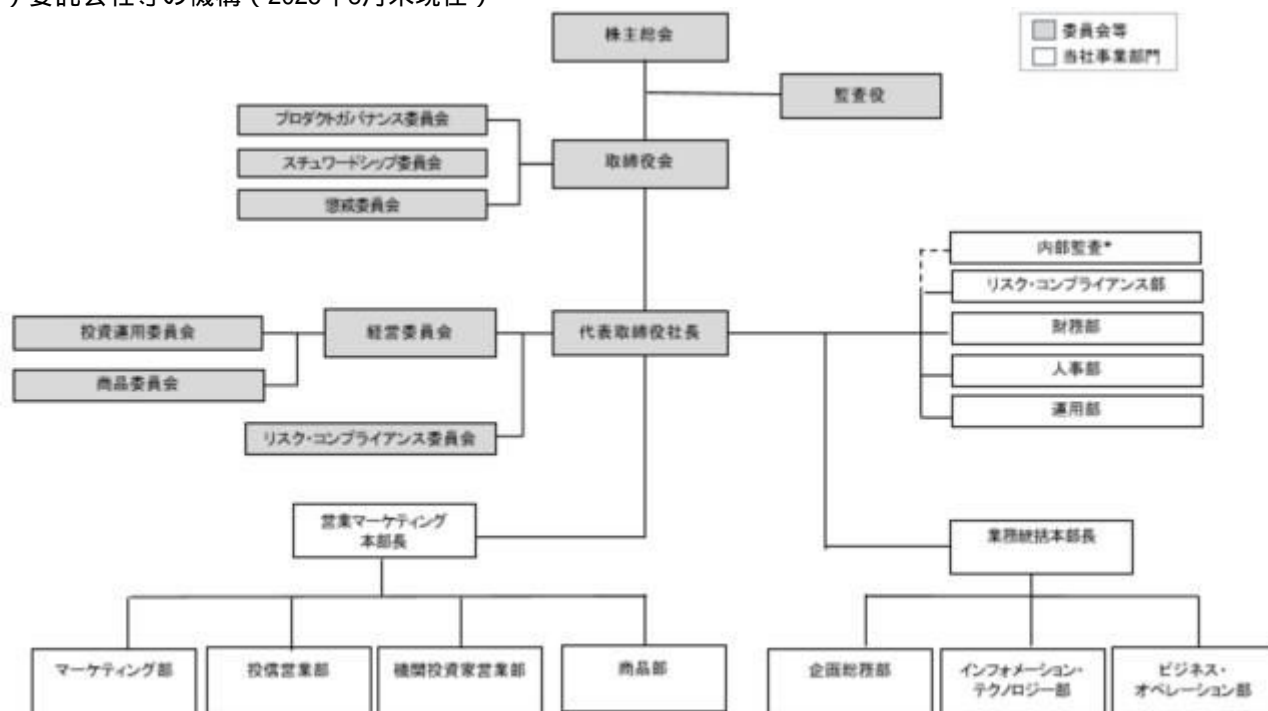 委託会社等の機構
株主総会
委員会等
当社事業部門
監査役
プロダクトガバナンス委員会
スチュワードシップ委員会
取締役会
懲戒委員会
内部監査*
リスク・コンプライアンス部
投資運用委員会
経営委員会
代表取締役社長
財務部
商品委員会
人事部
運用部
リスク・コンプライアンス委員会
営業マーケティング
本部長
業務統括本部長
マーケティング部
投信営業部
機関投資家営業部
商品部
企画総務部
インフォメーション・
テクノロジー部
ビジネス・
オペレーション部